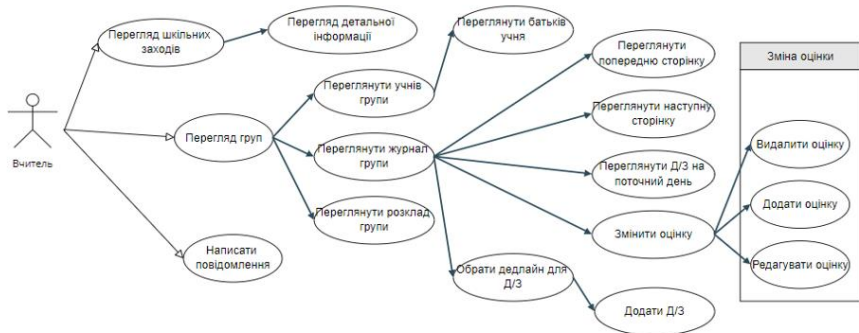 Перегляд шкільних
заходів
Перегляд детальної
інформації
Переглянути батьків
учня
Переглянути
попередню сторінку
Зміна оцінки
Переглянути учнів
групи
Переглянути наступну
сторінку
Вчитель
Перегляд груп
Переглянути журнал
групи
Видалити оцінку
Переглянути Д/З на
поточний день
Додати оцінку
Переглянути розклад
групи
Змінити оцінку
Написати
повідомлення
Обрати дедлайн для
Д/З
Редагувати оцінку
Додати Д/З